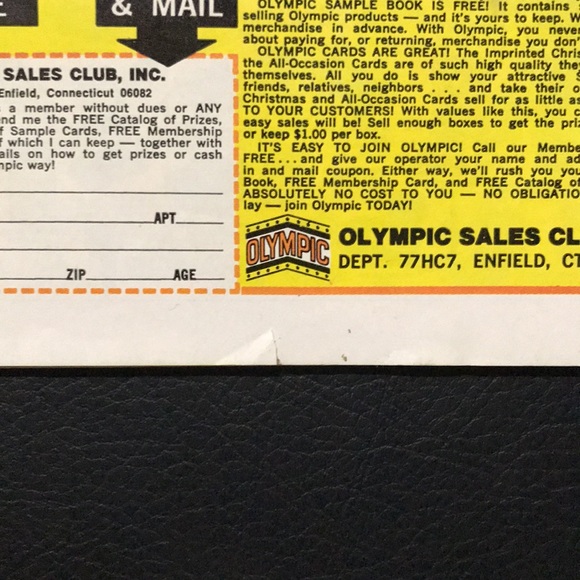 & MAIL
SALES CLUB, INC.
Enfield, Connecticut 06082
a member without dues or ANY
nd me the FREE Catalog of Prizes,
f Sample Cards, FREE Membership
f which I can keep — together with
ails on how to get prizes or cash
mpic way!
APT.
ZIP AGE
OLYMPIC SAMPLE BOOK IS FREE! It contains
selling Olympic products — and it's yours to keep. W
merchandise in advance. With Olympic, you never
about paying for, or returning, merchandise you don'
OLYMPIC CARDS ARE GREAT! The Imprinted Chri
the All-Occasion Cards are of such high quality they
themselves. All you do is show your attractive S
friends, relatives, neighbors . . . and take their o
Christmas and All-Occasion Cards sell for as little as
TO YOUR CUSTOMERS! With values like this, you c
easy sales will be! Sell enough boxes to get the priz
or keep $1.00 per box.
IT'S EASY TO JOIN OLYMPIC! Call our Membe
FREE...and give our operator your name and ad
in and mail coupon. Either way, we'll rush you you
Book, FREE Membership Card, and FREE Catalog of
ABSOLUTELY NO COST TO YOU — NO OBLIGATIO
lay — join Olympic TODAY!
OLYMPIC
OLYMPIC SALES CL
DEPT. 77HC7, ENFIELD, CT